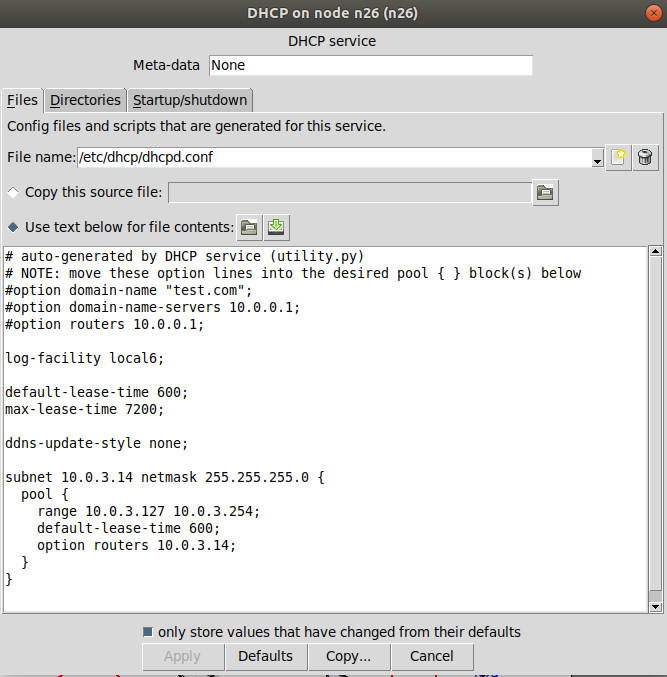 DHCP on node n26 (n26)
DHCP service
Meta-data None
Files Directories Startup/shutdown
Config files and scripts that are generated for this service.
File name: /etc/dhcp/dhcpd.conf
Copy this source file:
Use text below for file contents:
# auto-generated by DHCP service (utility.py)
# NOTE: move these option lines into the desired pool { } block(s) below
#option domain-name "test.com";
#option domain-name-servers 10.0.0.1;
#option routers 10.0.0.1;
log-facility local6;
default-lease-time 600;
max-lease-time 7200;
ddns-update-style none;
subnet 10.0.3.14 netmask 255.255.255.0 {
pool {
range 10.0.3.127 10.0.3.254;
default-lease-time 600;
option routers 10.0.3.14;
}
}
only store values that have changed from their defaults
Apply Defaults Copy... Cancel